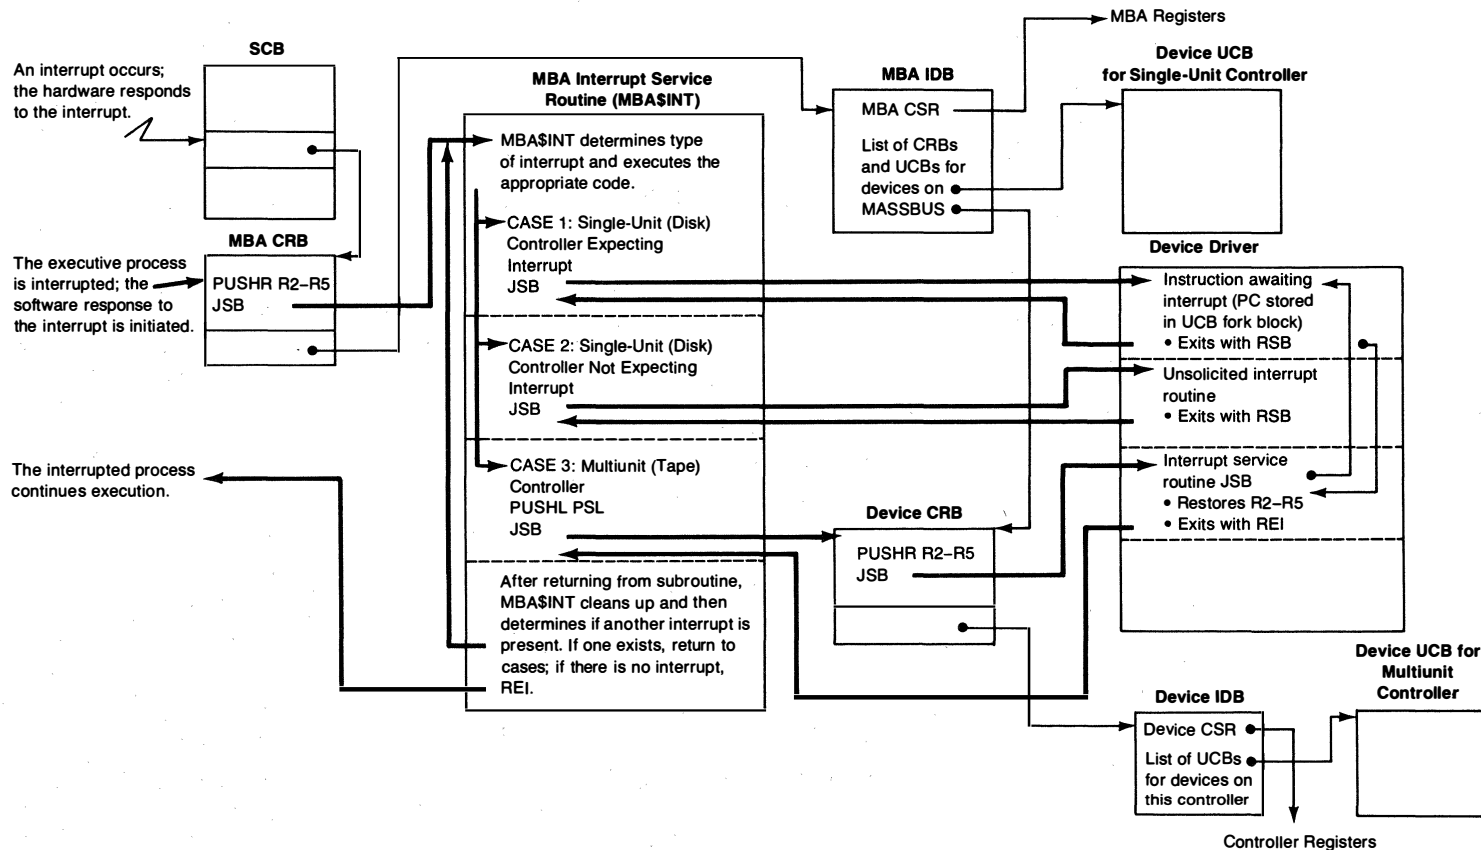 SCB
An interrupt occurs;
the hardware responds
to the interrupt.
MBA CRB
The executive process
is interrupted; the
software response to
the interrupt is initiated.
PUSHR R2–R5
JSB
The interrupted process
continues execution.
MBA Interrupt Service
Routine (MBA$INT)
MBA$INT determines type
of interrupt and executes the
appropriate code.
CASE 1: Single-Unit (Disk)
Controller Expecting
Interrupt
JSB
CASE 2: Single-Unit (Disk)
Controller Not Expecting
Interrupt
JSB
CASE 3: Multiunit (Tape)
Controller
PUSHL PSL
JSB
After returning from subroutine,
MBA$INT cleans up and then
determines if another interrupt is
present. If one exists, return to
cases; if there is no interrupt,
REI.
MBA IDB
MBA CSR
List of CRBs
and UCBs for
devices on
MASSBUS
MBA Registers
Device UCB
for Single-Unit Controller
Device Driver
Instruction awaiting
interrupt (PC stored
in UCB fork block)
• Exits with RSB
Unsolicited interrupt
routine
• Exits with RSB
Interrupt service
routine JSB
• Restores R2–R5
• Exits with REI
Device CRB
PUSHR R2–R5
JSB
Device IDB
Device CSR
List of UCBs
for devices on
this controller
Device UCB for
Multiunit
Controller
Controller Registers